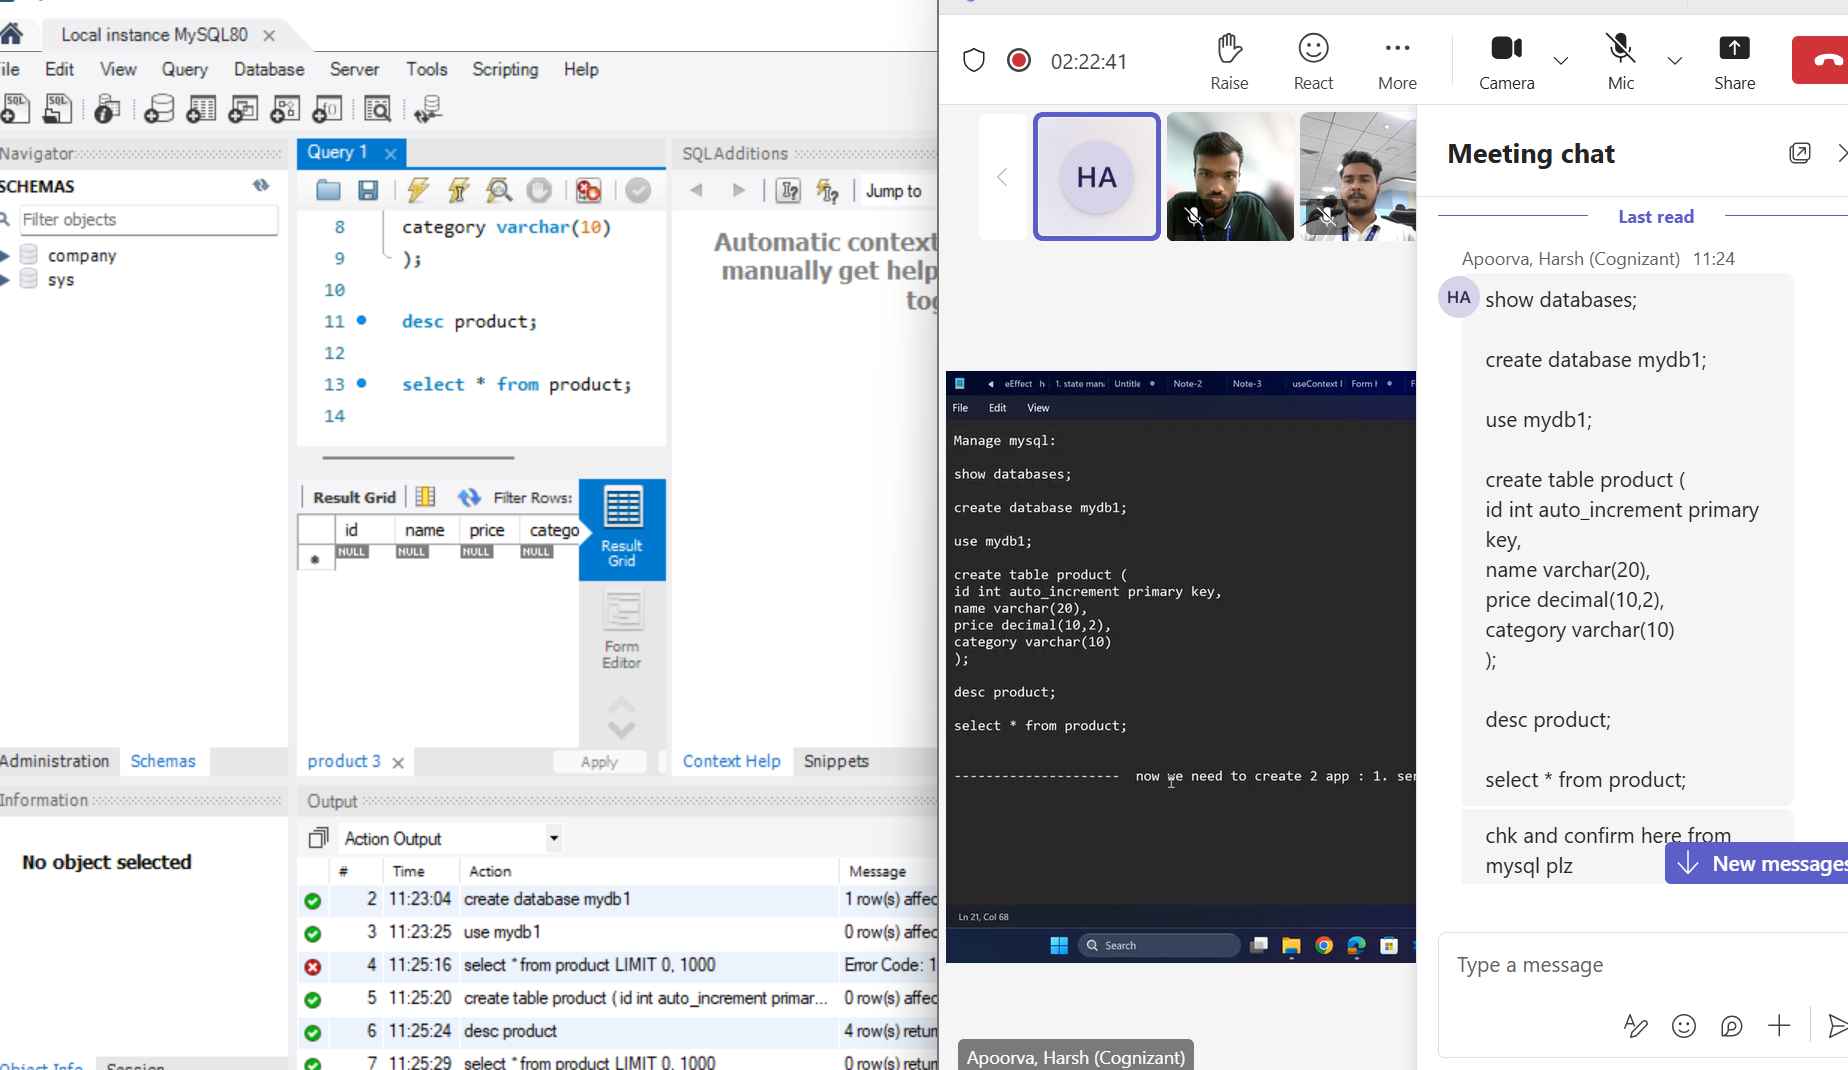 Local instance MySQL80
ile Edit View Query Database Server Tools Scripting Help
Navigator
SCHEMAS
Filter objects
company
sys
Administration Schemas
Information
No object selected
Object Info Session
Query 1
8 category varchar(10)
9 );
10
11 desc product;
12
13 select * from product;
14
Result Grid Filter Rows:
id name price catego
NULL NULL NULL NULL
Result Grid
Form Editor
product 3 Apply
SQLAdditions
Jump to
Automatic context
manually get help
tog
Context Help Snippets
Output
Action Output
# Time Action Message
2 11:23:04 create database mydb1 1 row(s) affec
3 11:23:25 use mydb1 0 row(s) affec
4 11:25:16 select * from product LIMIT 0, 1000 Error Code: 1
5 11:25:20 create table product ( id int auto_increment primar... 0 row(s) affec
6 11:25:24 desc product 4 row(s) return
7 11:25:29 select * from product LIMIT 0, 1000 0 row(s) return
02:22:41
Raise React More Camera Mic Share
HA
eEffect h 1. state man Untitle Note-2 Note-3 useContext Form
File Edit View
Manage mysql:
show databases;
create database mydb1;
use mydb1;
create table product (
id int auto_increment primary key,
name varchar(20),
price decimal(10,2),
category varchar(10)
);
desc product;
select * from product;
--------------------- now we need to create 2 app : 1. ser
Ln 21, Col 68
Search
Apoorva, Harsh (Cognizant)
Meeting chat
Last read
Apoorva, Harsh (Cognizant) 11:24
HA
show databases;
create database mydb1;
use mydb1;
create table product (
id int auto_increment primary
key,
name varchar(20),
price decimal(10,2),
category varchar(10)
);
desc product;
select * from product;
chk and confirm here from
mysql plz
New messages
Type a message